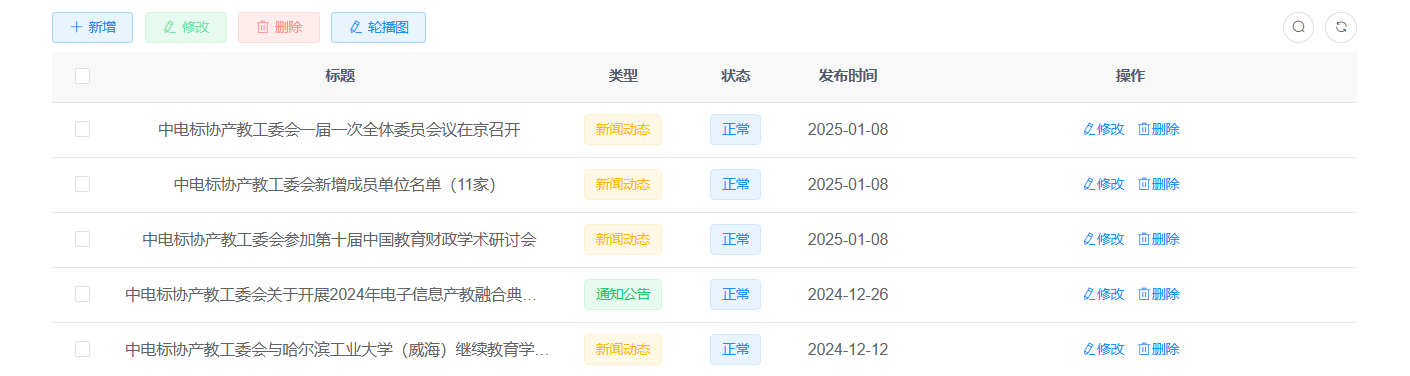 新增 修改 删除 轮播图
标题 类型 状态 发布时间 操作
中电标协产教工委会一届一次全体委员会议在京召开 新闻动态 正常 2025-01-08 修改 删除
中电标协产教工委会新增成员单位名单（11家） 新闻动态 正常 2025-01-08 修改 删除
中电标协产教工委会参加第十届中国教育财政学术研讨会 新闻动态 正常 2025-01-08 修改 删除
中电标协产教工委会关于开展2024年电子信息产教融合典... 通知公告 正常 2024-12-26 修改 删除
中电标协产教工委会与哈尔滨工业大学（威海）继续教育学... 新闻动态 正常 2024-12-12 修改 删除